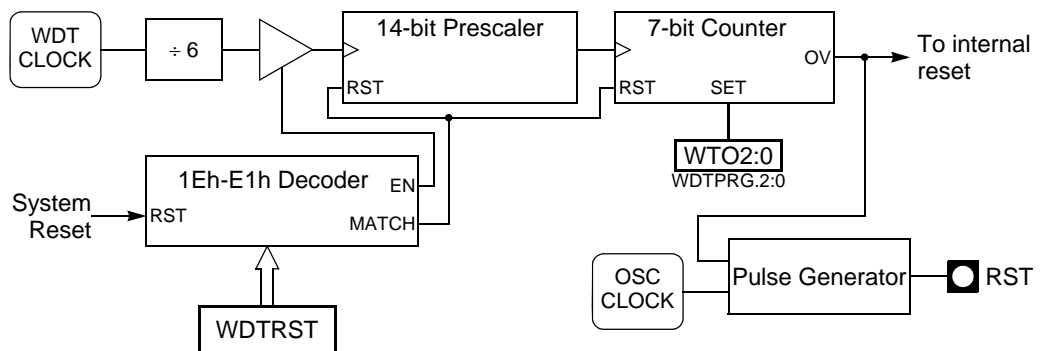 WDT
CLOCK
÷ 6
14-bit Prescaler
RST
7-bit Counter
OV
RST
SET
To internal
reset
WTO2:0
WDTPRG.2:0
1Eh-E1h Decoder
EN
RST
MATCH
System
Reset
WDTRST
OSC
CLOCK
Pulse Generator
RST